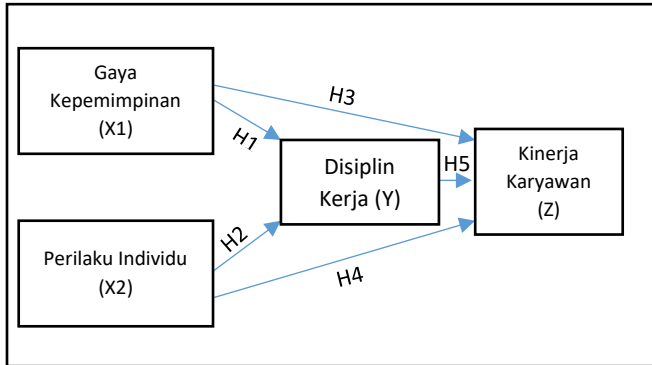 Gaya
Kepemimpinan
(X1)
H3
H1
Disiplin
Kerja (Y)
H5
Kinerja
Karyawan
(Z)
Perilaku Individu
(X2)
H2
H4